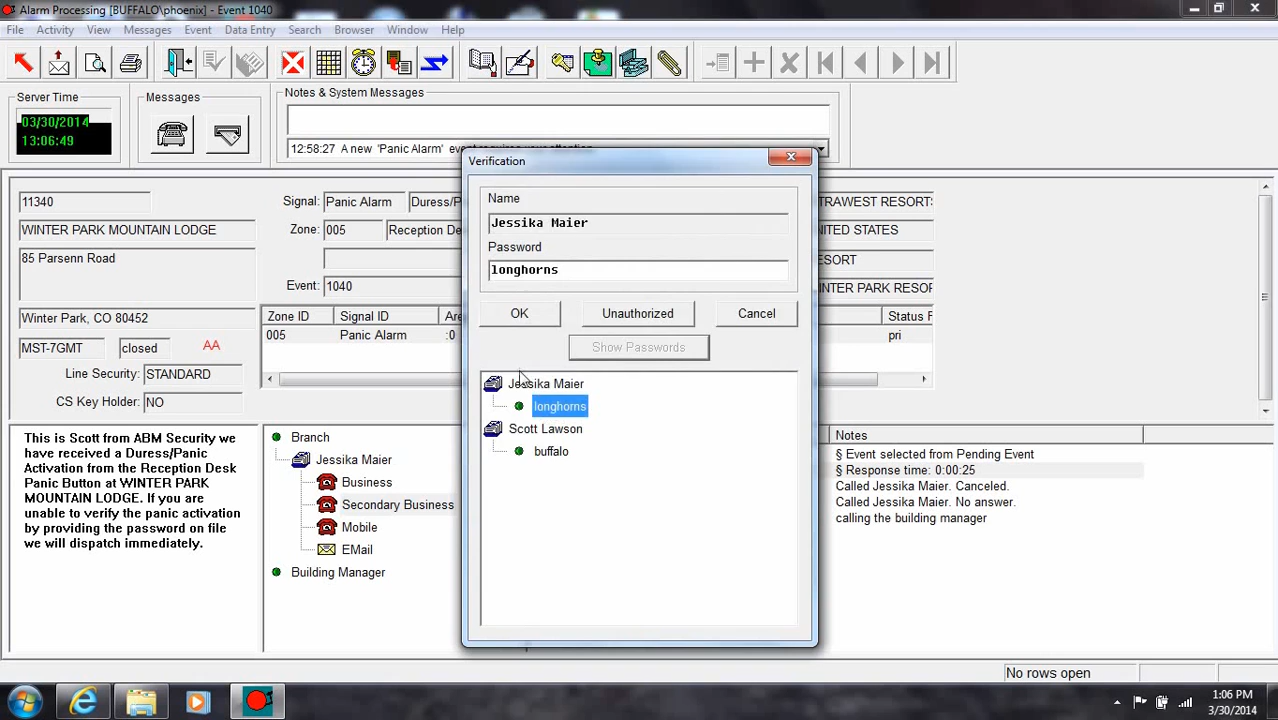 Alarm Processing [BUFFALO\phoenix] - Event 1040
File Activity View Messages Event Data Entry Search Browser Window Help
Server Time
03/30/2014
13:06:49
Messages
Notes & System Messages
12:58:27 A new 'Panic Alarm'
11340
WINTER PARK MOUNTAIN LODGE
85 Parsenn Road
Winter Park, CO 80452
MST-7GMT closed AA
Line Security: STANDARD
CS Key Holder: NO
Signal: Panic Alarm Duress/P
Zone: 005 Reception Des
Event: 1040
Zone ID Signal ID Are
005 Panic Alarm :0
TRAWEST RESORTS
NITED STATES
ESORT
INTER PARK RESOR
Status F
pri
Verification
Name
Jessika Maier
Password
longhorns
OK Unauthorized Cancel
Show Passwords
Jessika Maier
longhorns
Scott Lawson
buffalo
This is Scott from ABM Security we
have received a Duress/Panic
Activation from the Reception Desk
Panic Button at WINTER PARK
MOUNTAIN LODGE. If you are
unable to verify the panic activation
by providing the password on file
we will dispatch immediately.
Branch
Jessika Maier
Business
Secondary Business
Mobile
EMail
Building Manager
Notes
§ Event selected from Pending Event
§ Response time: 0:00:25
Called Jessika Maier. Canceled.
Called Jessika Maier. No answer.
calling the building manager
No rows open
1:06 PM
3/30/2014